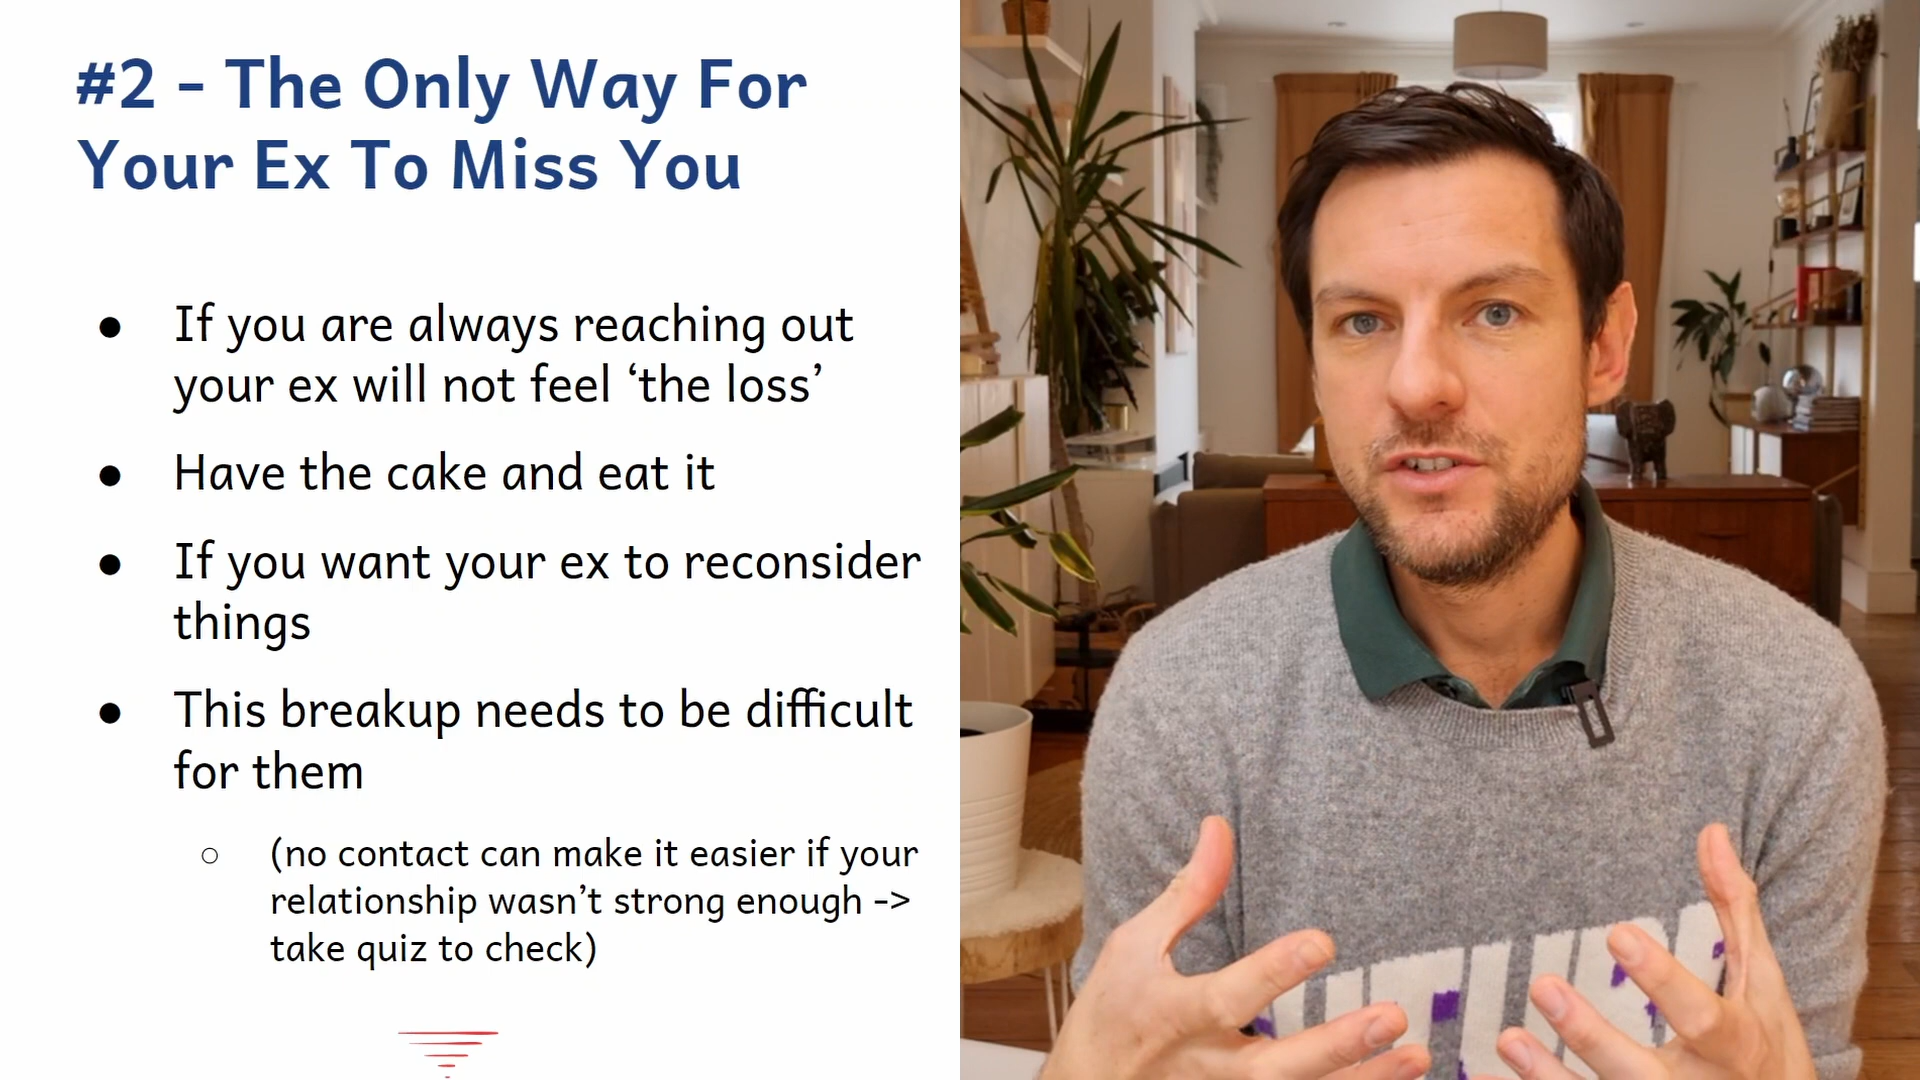 #2 - The Only Way For
Your Ex To Miss You
● If you are always reaching out
your ex will not feel ‘the loss’
● Have the cake and eat it
● If you want your ex to reconsider
things
● This breakup needs to be difficult
for them
○ (no contact can make it easier if your
relationship wasn’t strong enough ->
take quiz to check)